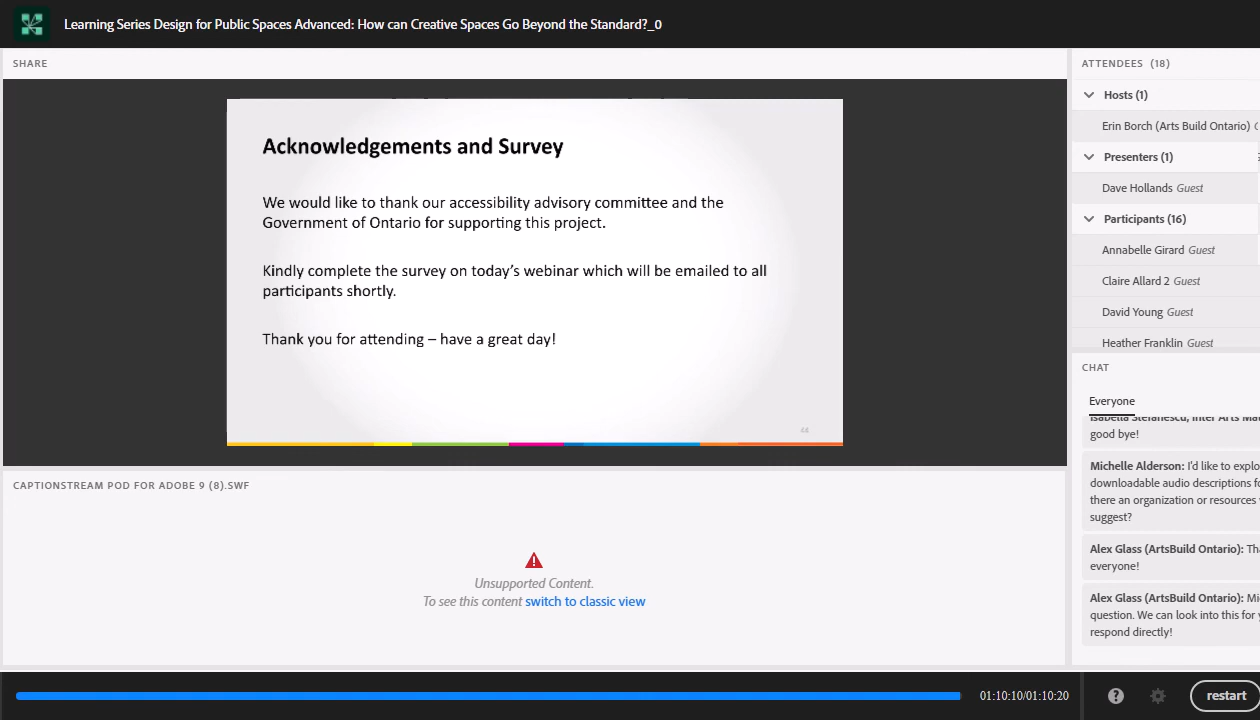 Learning Series Design for Public Spaces Advanced: How can Creative Spaces Go Beyond the Standard?_0
SHARE
Acknowledgements and Survey
We would like to thank our accessibility advisory committee and the
Government of Ontario for supporting this project.
Kindly complete the survey on today's webinar which will be emailed to all
participants shortly.
Thank you for attending – have a great day!
44
CAPTIONSTREAM POD FOR ADOBE 9 (8).SWF
Unsupported Content.
To see this content switch to classic view
ATTENDEES (18)
Hosts (1)
Erin Borch (Arts Build Ontario)
Presenters (1)
Dave Hollands Guest
Participants (16)
Annabelle Girard Guest
Claire Allard 2 Guest
David Young Guest
Heather Franklin Guest
CHAT
Everyone
Isabella Stefanescu, Inter Arts
good bye!
Michelle Alderson: I'd like to
downloadable audio descriptions
there an organization or resources
suggest?
Alex Glass (ArtsBuild Ontario):
everyone!
Alex Glass (ArtsBuild Ontario):
question. We can look into this for
respond directly!
01:10:10/01:10:20
restart